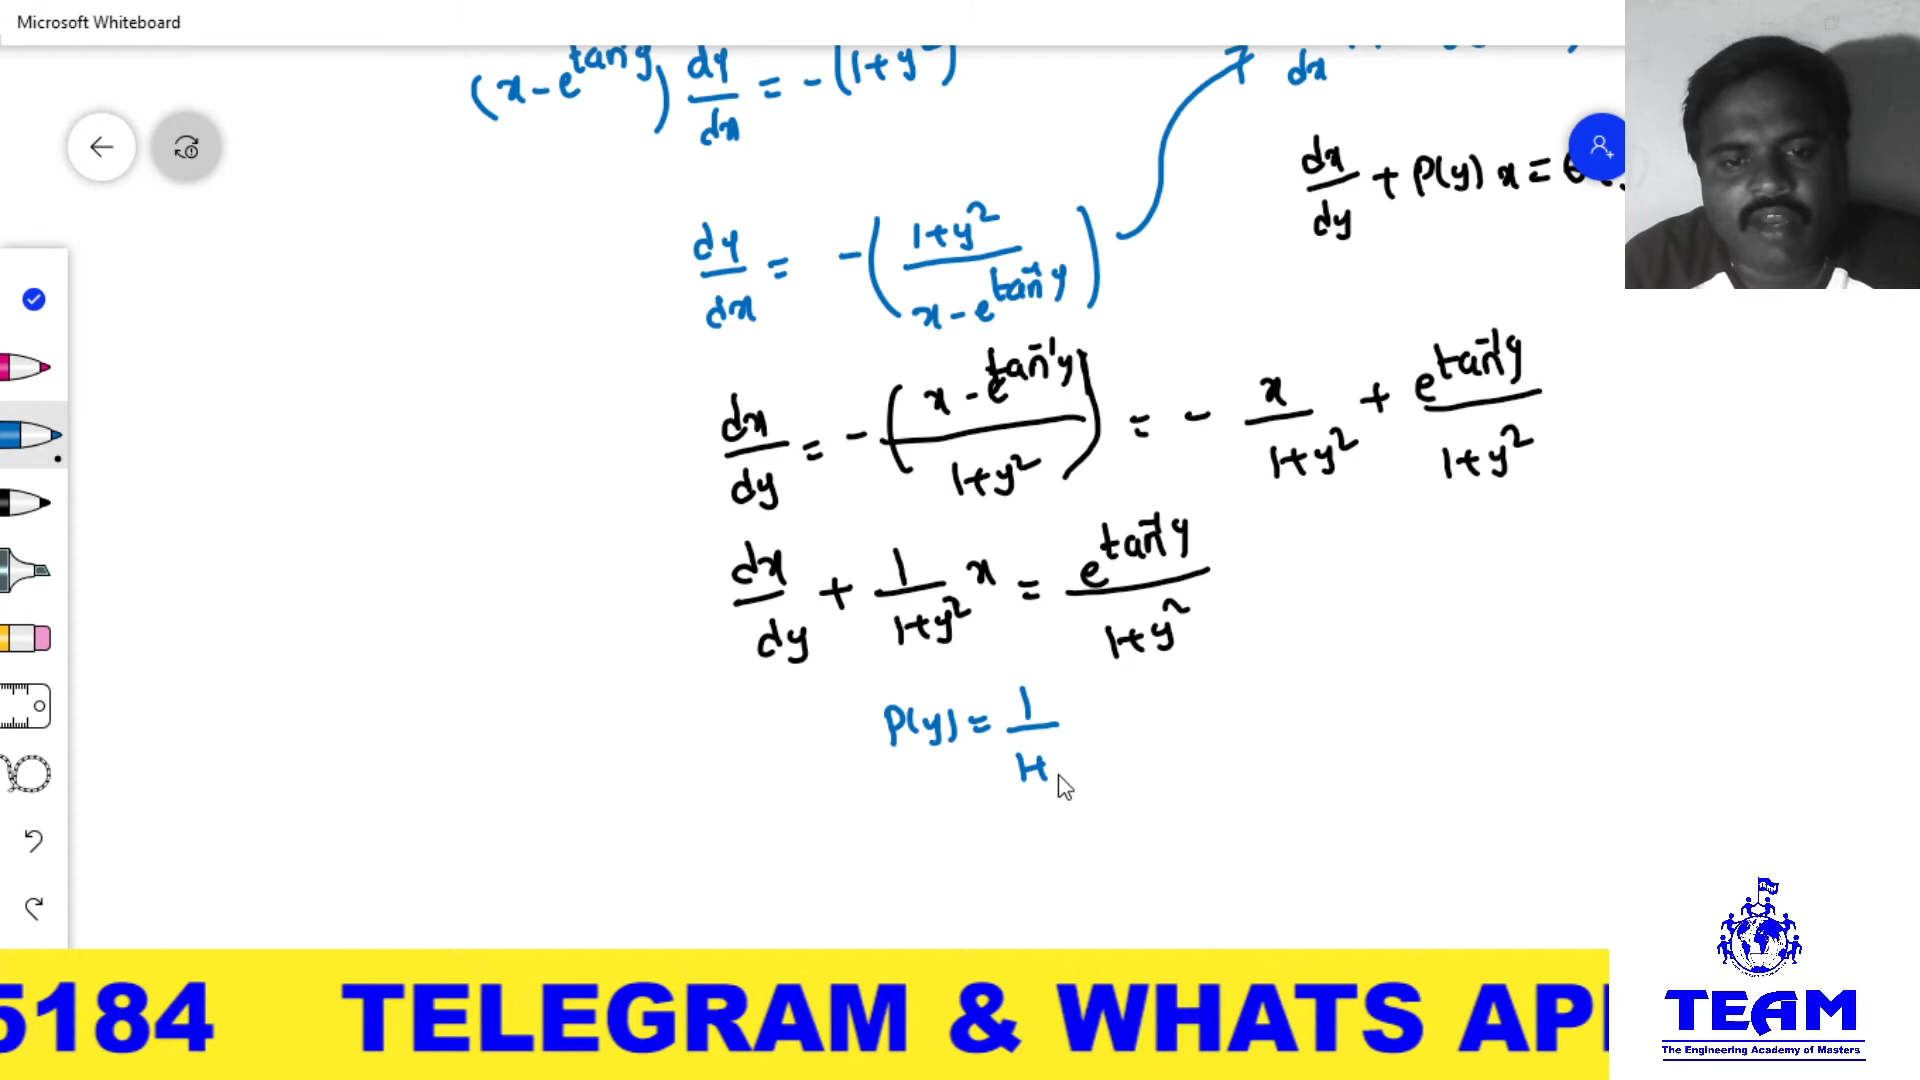 Microsoft Whiteboard
(x - e^tan⁻¹y) dy/dx = -(1+y²)
dx
dx/dy + P(y) x =
dy/dx = -( (1+y²) / (x - e^tan⁻¹y) )
dx/dy = -( (x - e^tan⁻¹y) / (1+y²) ) = - x/(1+y²) + e^tan⁻¹y/(1+y²)
dx/dy + 1/(1+y²) x = e^tan⁻¹y/(1+y²)
P(y) = 1/1+
5184 TELEGRAM & WHATS AP
TEAM
The Engineering Academy of Masters